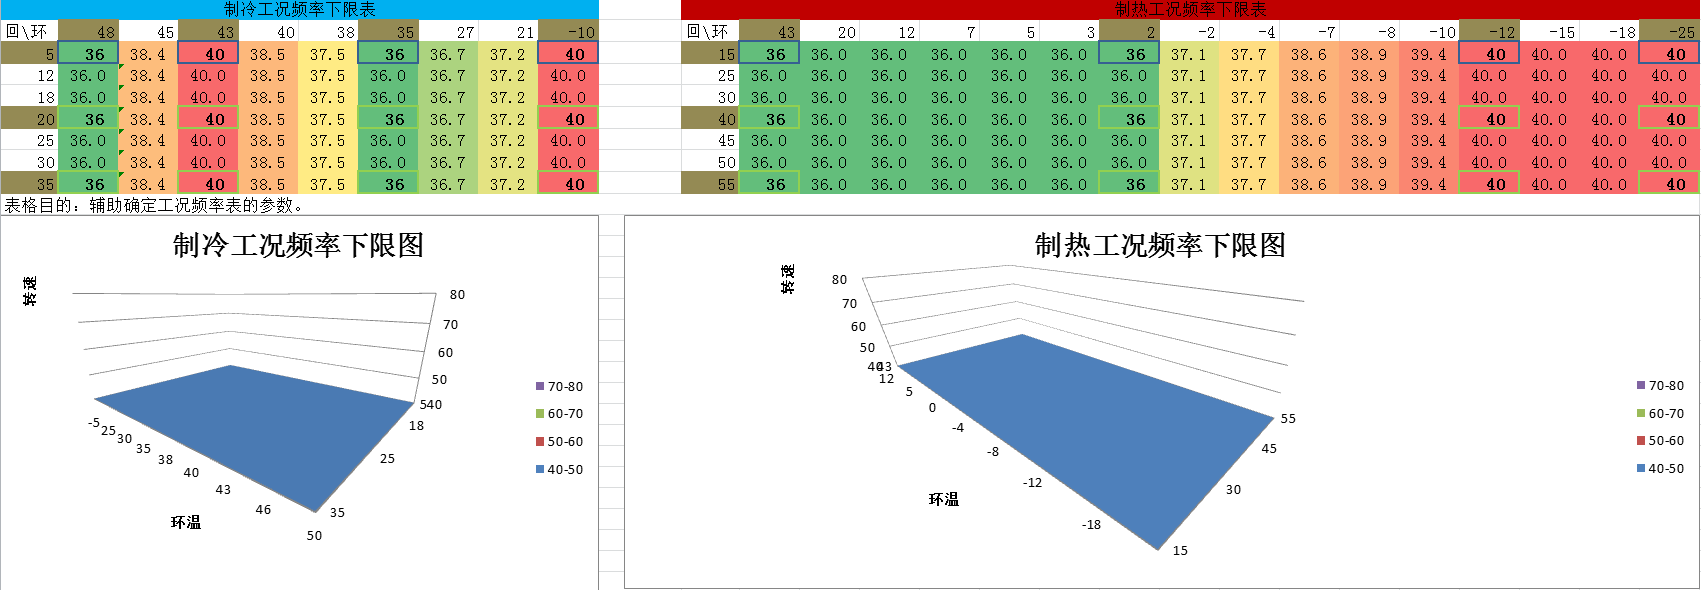 制冷工况频率下限表
回\环 48 45 43 40 38 35 27 21 -10
5 36 38.4 40 38.5 37.5 36 36.7 37.2 40
12 36.0 38.4 40.0 38.5 37.5 36.0 36.7 37.2 40.0
18 36.0 38.4 40.0 38.5 37.5 36.0 36.7 37.2 40.0
20 36 38.4 40 38.5 37.5 36 36.7 37.2 40
25 36.0 38.4 40.0 38.5 37.5 36.0 36.7 37.2 40.0
30 36.0 38.4 40.0 38.5 37.5 36.0 36.7 37.2 40.0
35 36 38.4 40 38.5 37.5 36 36.7 37.2 40
表格目的：辅助确定工况频率表的参数。
制热工况频率下限表
回\环 43 20 12 7 5 3 2 -2 -4 -7 -8 -10 -12 -15 -18 -25
15 36 36.0 36.0 36.0 36.0 36.0 36 37.1 37.7 38.6 38.9 39.4 40 40.0 40.0 40
25 36.0 36.0 36.0 36.0 36.0 36.0 36.0 37.1 37.7 38.6 38.9 39.4 40.0 40.0 40.0 40.0
30 36.0 36.0 36.0 36.0 36.0 36.0 36.0 37.1 37.7 38.6 38.9 39.4 40.0 40.0 40.0 40.0
40 36 36.0 36.0 36.0 36.0 36.0 36 37.1 37.7 38.6 38.9 39.4 40 40.0 40.0 40
45 36.0 36.0 36.0 36.0 36.0 36.0 36.0 37.1 37.7 38.6 38.9 39.4 40.0 40.0 40.0 40.0
50 36.0 36.0 36.0 36.0 36.0 36.0 36.0 37.1 37.7 38.6 38.9 39.4 40.0 40.0 40.0 40.0
55 36 36.0 36.0 36.0 36.0 36.0 36 37.1 37.7 38.6 38.9 39.4 40 40.0 40.0 40
制冷工况频率下限图
转速
80
70
60
50
540
18
25
35
-5
25
30
35
38
40
43
46
50
环温
70-80
60-70
50-60
40-50
制热工况频率下限图
转速
80
70
60
50
40
43
12
5
0
-4
-8
-12
-18
15
30
45
55
环温
70-80
60-70
50-60
40-50